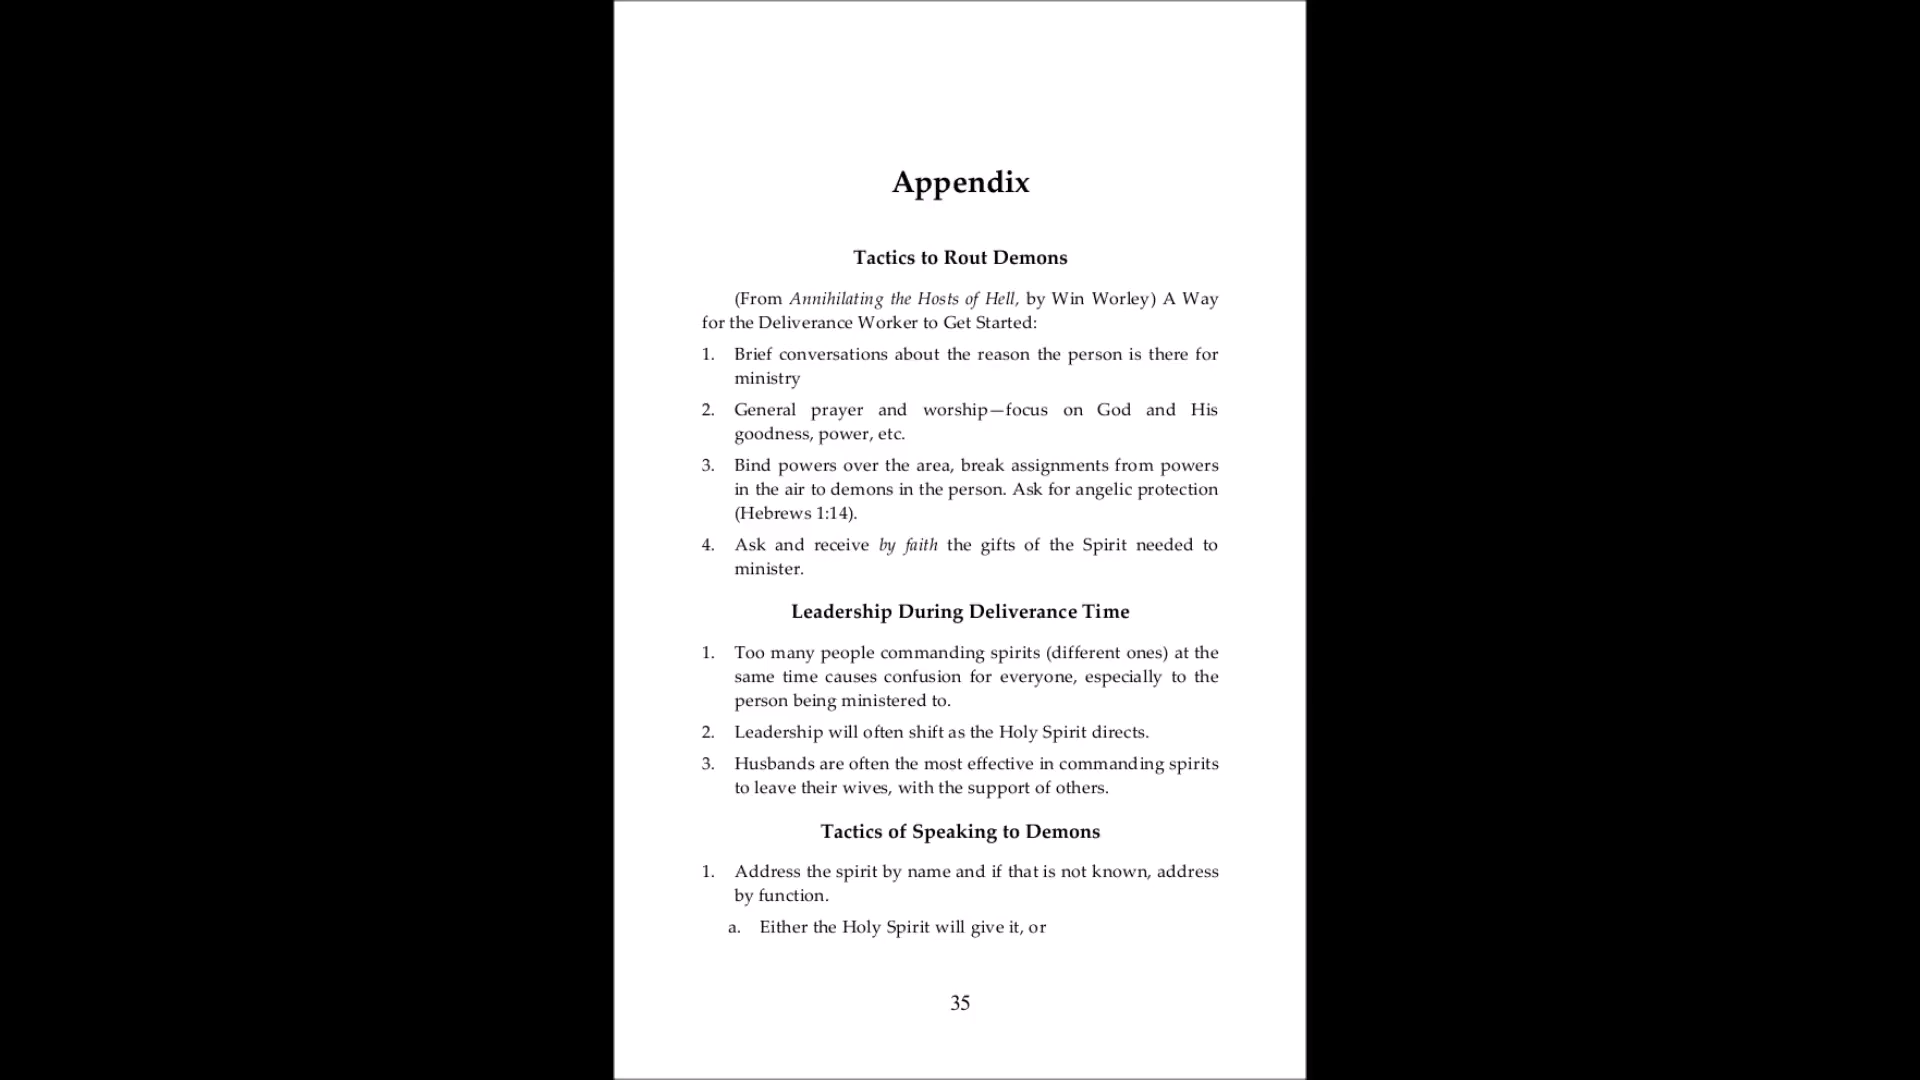 Appendix
Tactics to Rout Demons
(From Annihilating the Hosts of Hell, by Win Worley) A Way
for the Deliverance Worker to Get Started:
1. Brief conversations about the reason the person is there for
ministry
2. General prayer and worship—focus on God and His
goodness, power, etc.
3. Bind powers over the area, break assignments from powers
in the air to demons in the person. Ask for angelic protection
(Hebrews 1:14).
4. Ask and receive by faith the gifts of the Spirit needed to
minister.
Leadership During Deliverance Time
1. Too many people commanding spirits (different ones) at the
same time causes confusion for everyone, especially to the
person being ministered to.
2. Leadership will often shift as the Holy Spirit directs.
3. Husbands are often the most effective in commanding spirits
to leave their wives, with the support of others.
Tactics of Speaking to Demons
1. Address the spirit by name and if that is not known, address
by function.
a. Either the Holy Spirit will give it, or
35